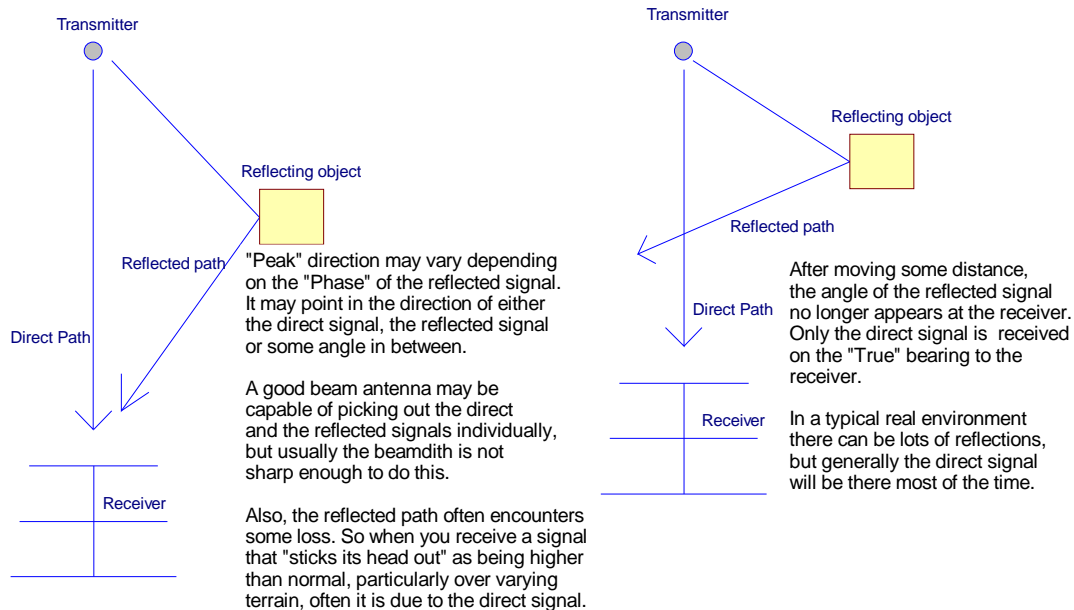 Transmitter
Reflecting object
Reflected path
"Peak" direction may vary depending
on the "Phase" of the reflected signal.
It may point in the direction of either
the direct signal, the reflected signal
or some angle in between.
Direct Path
A good beam antenna may be
capable of picking out the direct
and the reflected signals individually,
but usually the beamdith is not
sharp enough to do this.
Receiver
Also, the reflected path often encounters
some loss. So when you receive a signal
that "sticks its head out" as being higher
than normal, particularly over varying
terrain, often it is due to the direct signal.
Transmitter
Reflecting object
Reflected path
Direct Path
After moving some distance,
the angle of the reflected signal
no longer appears at the receiver.
Only the direct signal is received
on the "True" bearing to the
receiver.
Receiver
In a typical real environment
there can be lots of reflections,
but generally the direct signal
will be there most of the time.